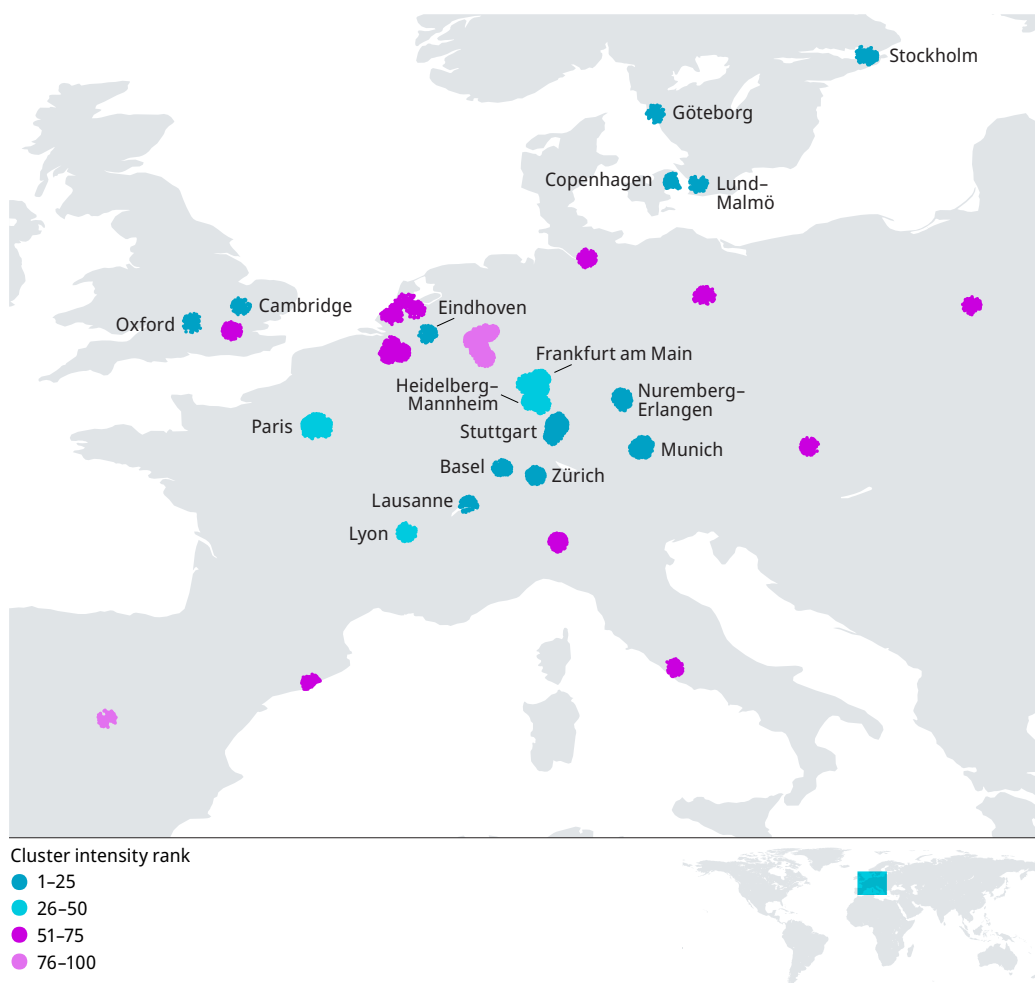 Stockholm
Göteborg
Copenhagen
Lund–
Malmö
Cambridge
Eindhoven
Oxford
Frankfurt am Main
Heidelberg–
Mannheim
Nuremberg–
Erlangen
Paris
Stuttgart
Munich
Basel
Zürich
Lausanne
Lyon
Cluster intensity rank
1–25
26–50
51–75
76–100